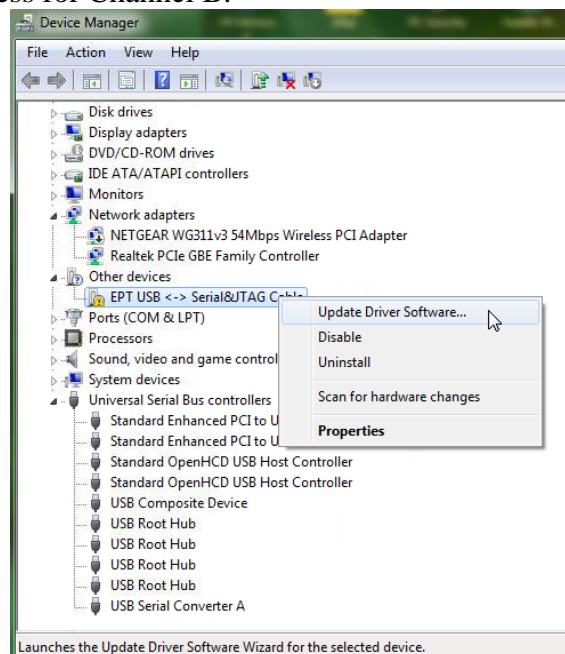 ess for Channel B.
Device Manager
File Action View Help
Disk drives
Display adapters
DVD/CD-ROM drives
IDE ATA/ATAPI controllers
Monitors
Network adapters
NETGEAR WG311v3 54Mbps Wireless PCI Adapter
Realtek PCIe GBE Family Controller
Other devices
EPT USB <-> Serial&JTAG Cable
Ports (COM & LPT)
Processors
Sound, video and game control
System devices
Universal Serial Bus controllers
Standard Enhanced PCI to U
Standard Enhanced PCI to U
Standard OpenHCD USB Host Controller
Standard OpenHCD USB Host Controller
USB Composite Device
USB Root Hub
USB Root Hub
USB Root Hub
USB Root Hub
USB Serial Converter A
Update Driver Software...
Disable
Uninstall
Scan for hardware changes
Properties
Launches the Update Driver Software Wizard for the selected device.